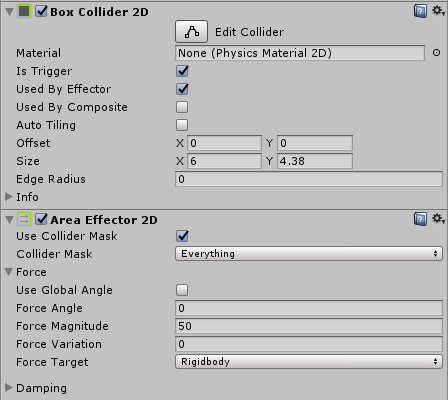 Box Collider 2D
Edit Collider
Material None (Physics Material 2D)
Is Trigger
Used By Effector
Used By Composite
Auto Tiling
Offset X 0 Y 0
Size X 6 Y 4.38
Edge Radius 0
Info
Area Effector 2D
Use Collider Mask
Collider Mask Everything
Force
Use Global Angle
Force Angle 0
Force Magnitude 50
Force Variation 0
Force Target Rigidbody
Damping